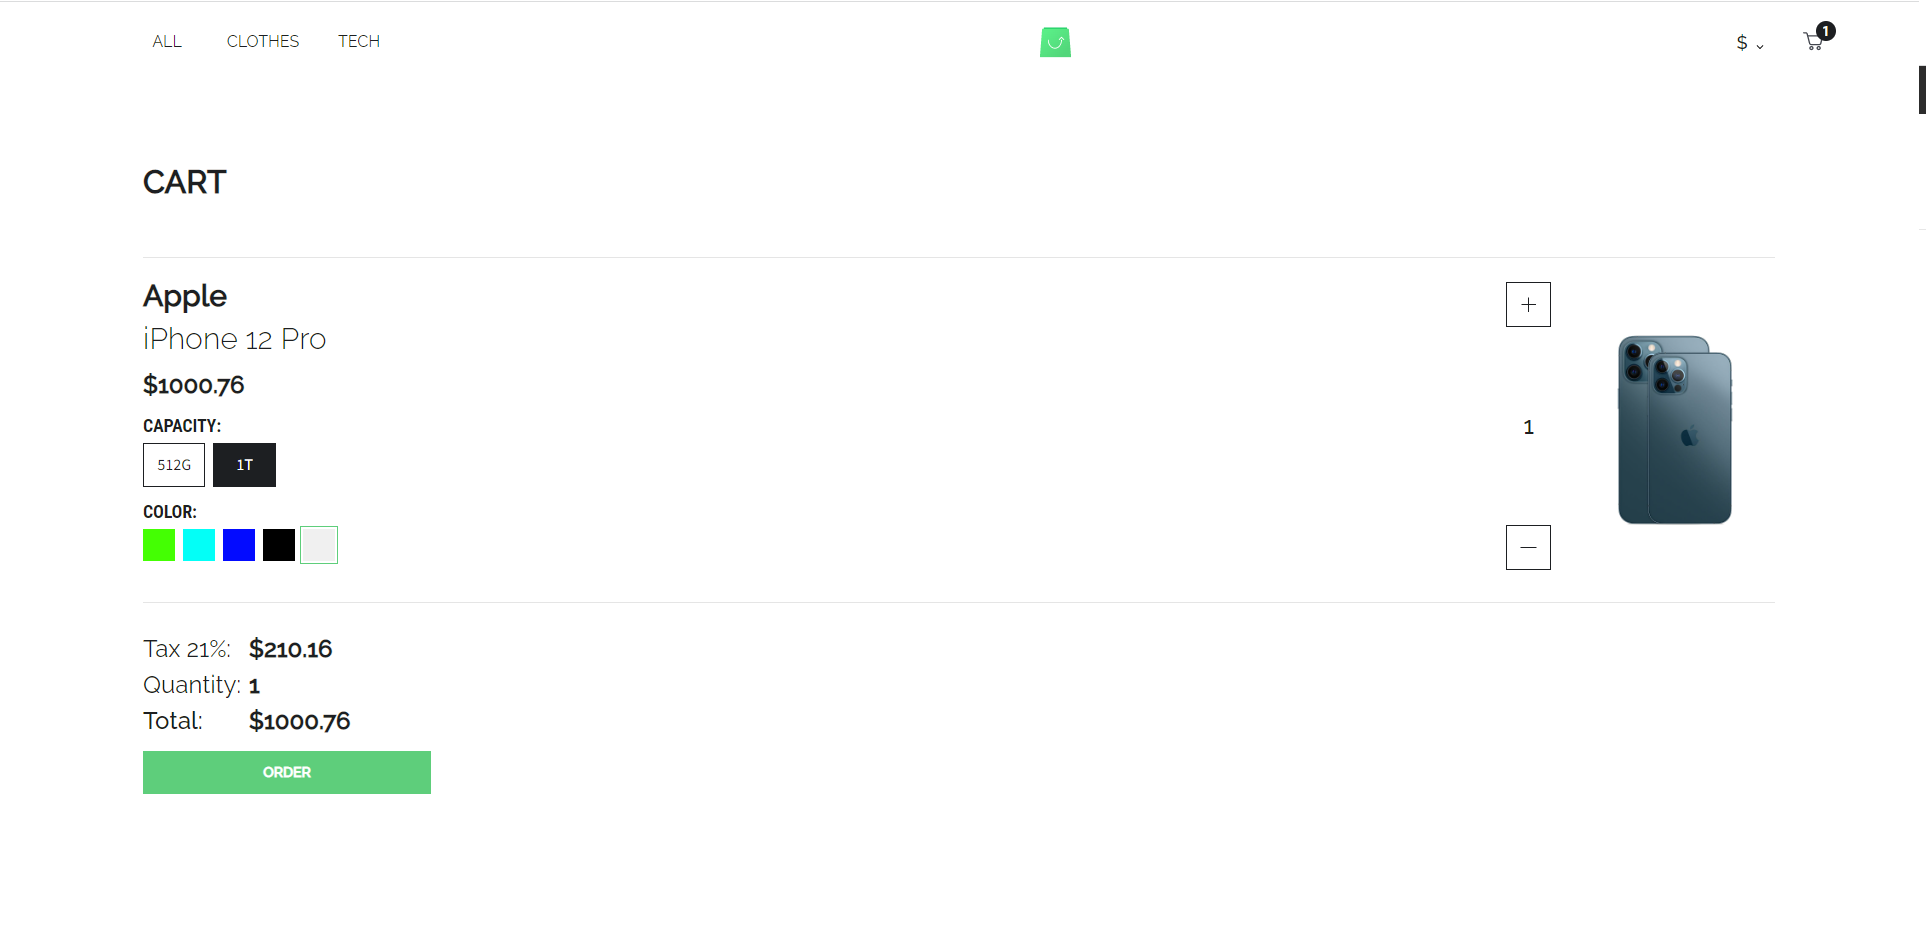 ALL CLOTHES TECH $ 1
CART
Apple
iPhone 12 Pro
$1000.76
CAPACITY:
512G 1T
COLOR:
+
1
—
Tax 21%: $210.16
Quantity: 1
Total: $1000.76
ORDER